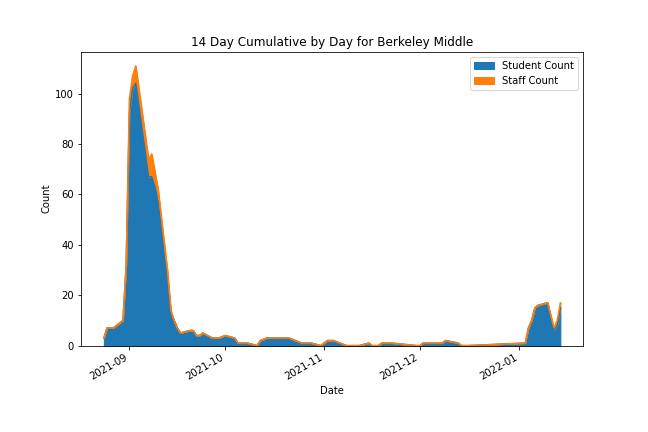 14 Day Cumulative by Day for Berkeley Middle
Student Count
Staff Count
100
80
60
40
20
0
Count
2021-09
2021-10
2021-11
2021-12
2022-01
Date